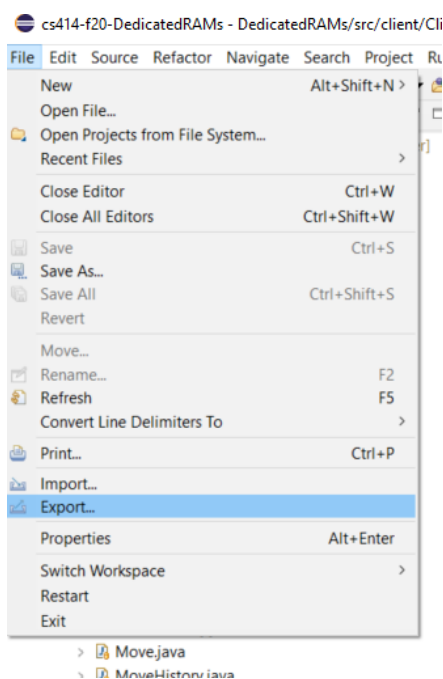 cs414-f20-DedicatedRAMs - DedicatedRAMs/src/client/Cli
File Edit Source Refactor Navigate Search Project Ru
New Alt+Shift+N >
Open File...
Open Projects from File System...
Recent Files >
Close Editor Ctrl+W
Close All Editors Ctrl+Shift+W
Save Ctrl+S
Save As...
Save All Ctrl+Shift+S
Revert
Move...
Rename... F2
Refresh F5
Convert Line Delimiters To >
Print... Ctrl+P
Import...
Export...
Properties Alt+Enter
Switch Workspace >
Restart
Exit
> Move.java
> MoveHistory.java